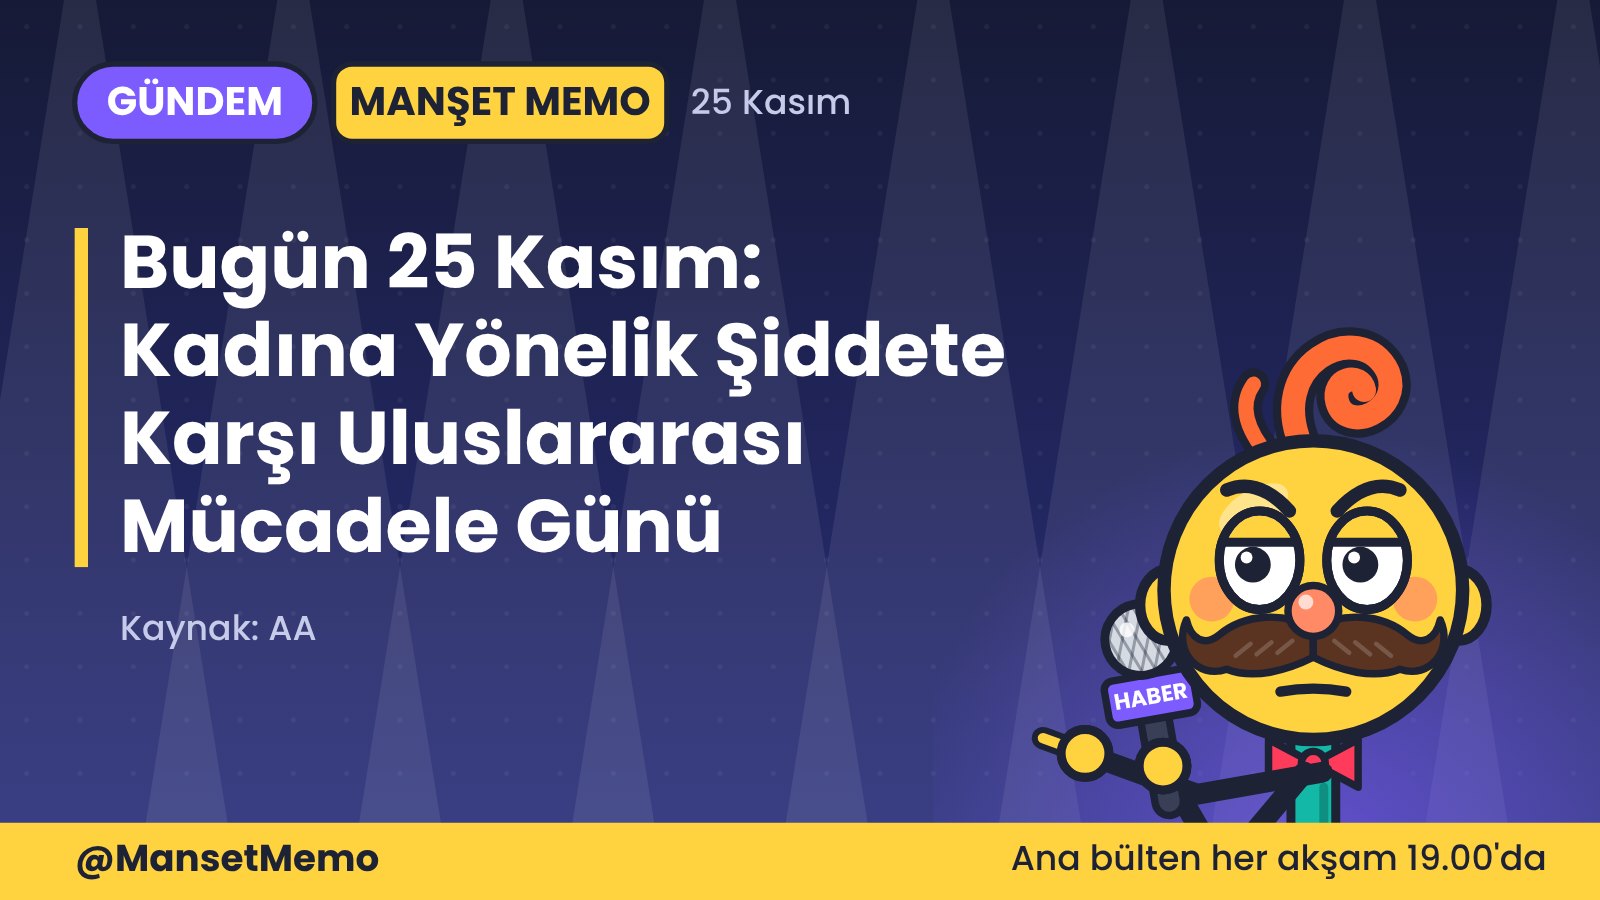 GÜNDEM MANŞET MEMO 25 Kasım
Bugün 25 Kasım:
Kadına Yönelik Şiddete
Karşı Uluslararası
Mücadele Günü
Kaynak: AA
HABER
@MansetMemo
Ana bülten her akşam 19.00'da